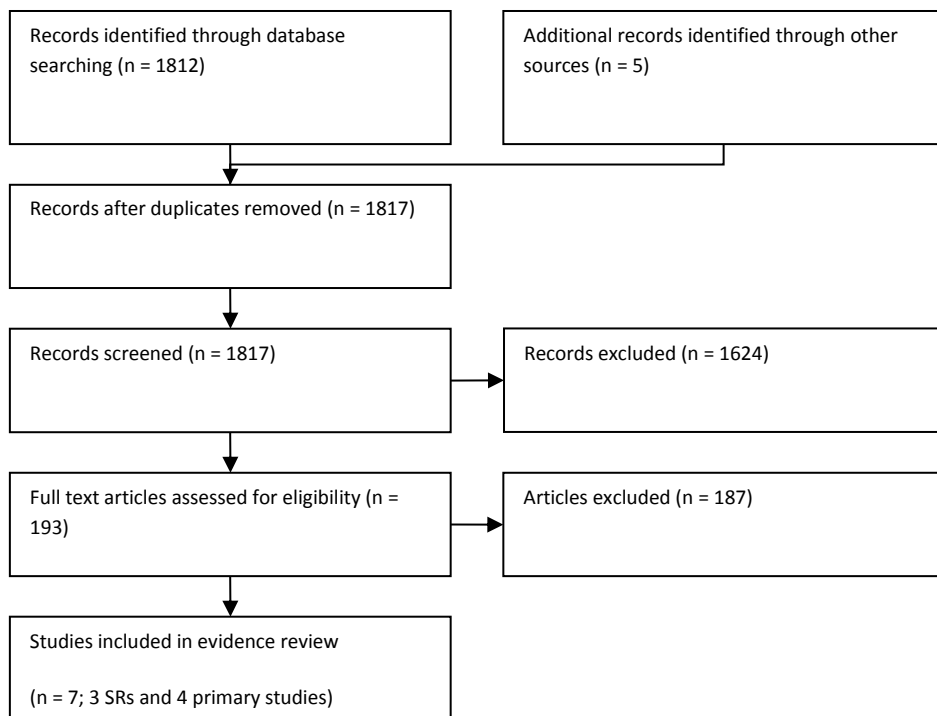 Records identified through database
searching (n = 1812)
Additional records identified through other
sources (n = 5)
Records after duplicates removed (n = 1817)
Records screened (n = 1817)
Records excluded (n = 1624)
Full text articles assessed for eligibility (n =
193)
Articles excluded (n = 187)
Studies included in evidence review
(n = 7; 3 SRs and 4 primary studies)